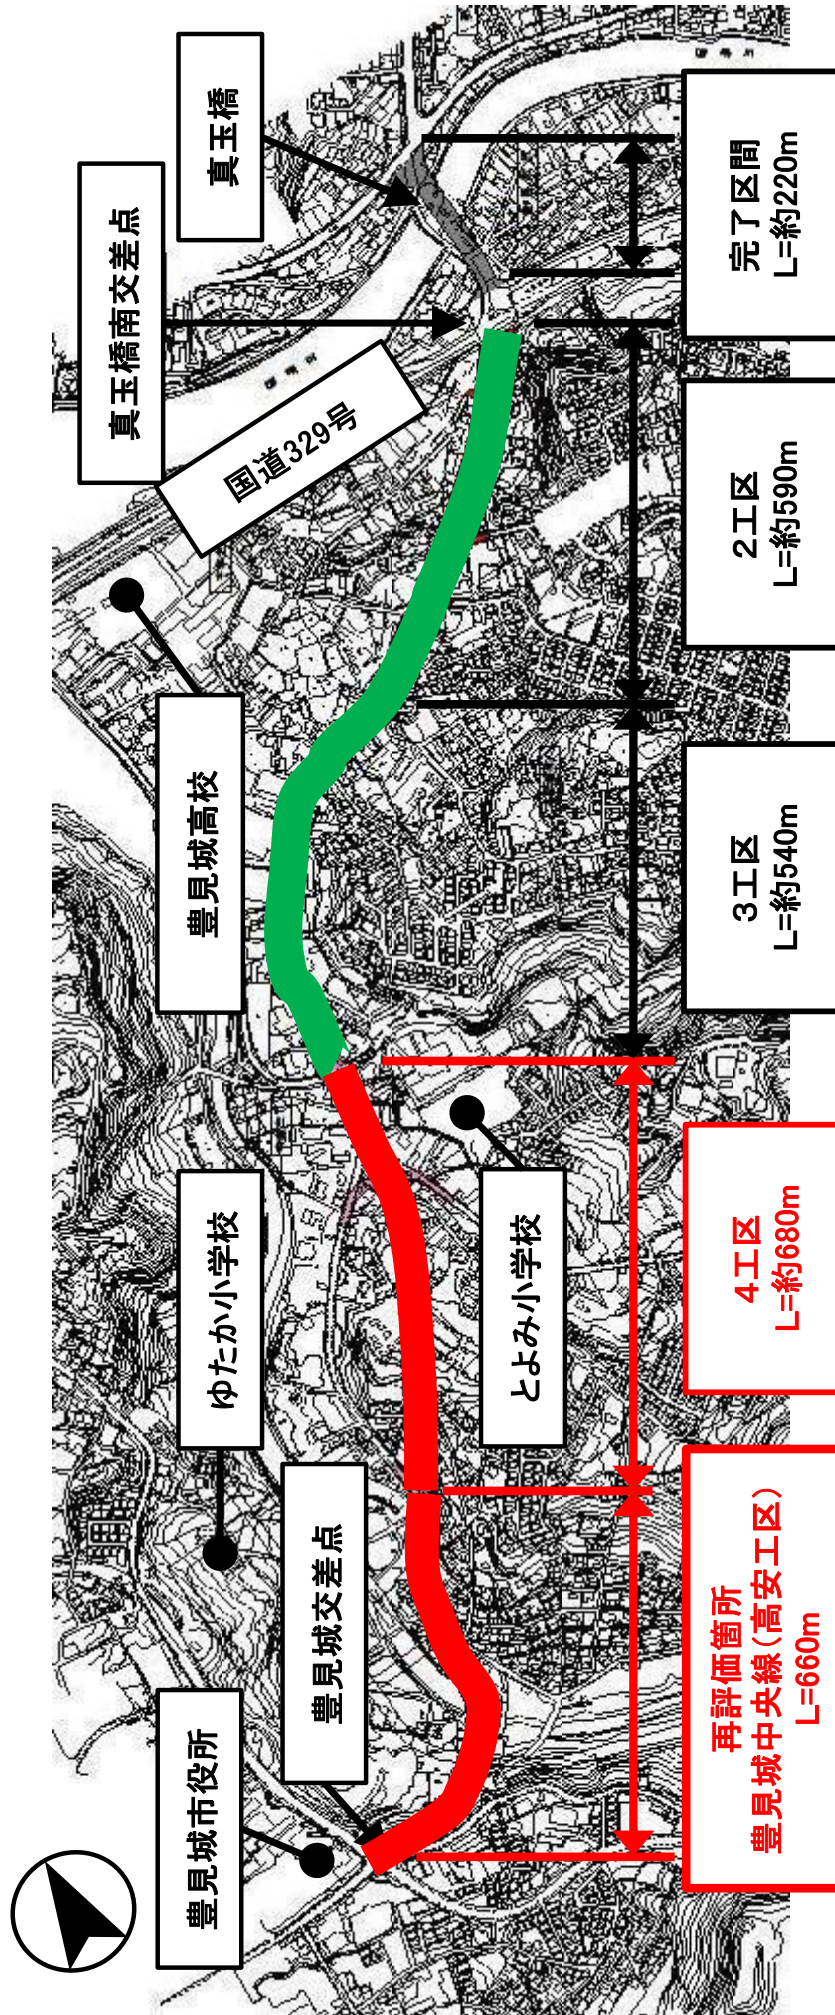 真玉橋
真玉橋南交差点
国道329号
豊見城高校
ゆたか小学校
とよみ小学校
豊見城交差点
豊見城市役所
完了区間
L=約220m
2工区
L=約590m
3工区
L=約540m
4工区
L=約680m
再評価箇所
豊見城中央線(高安工区)
L=660m